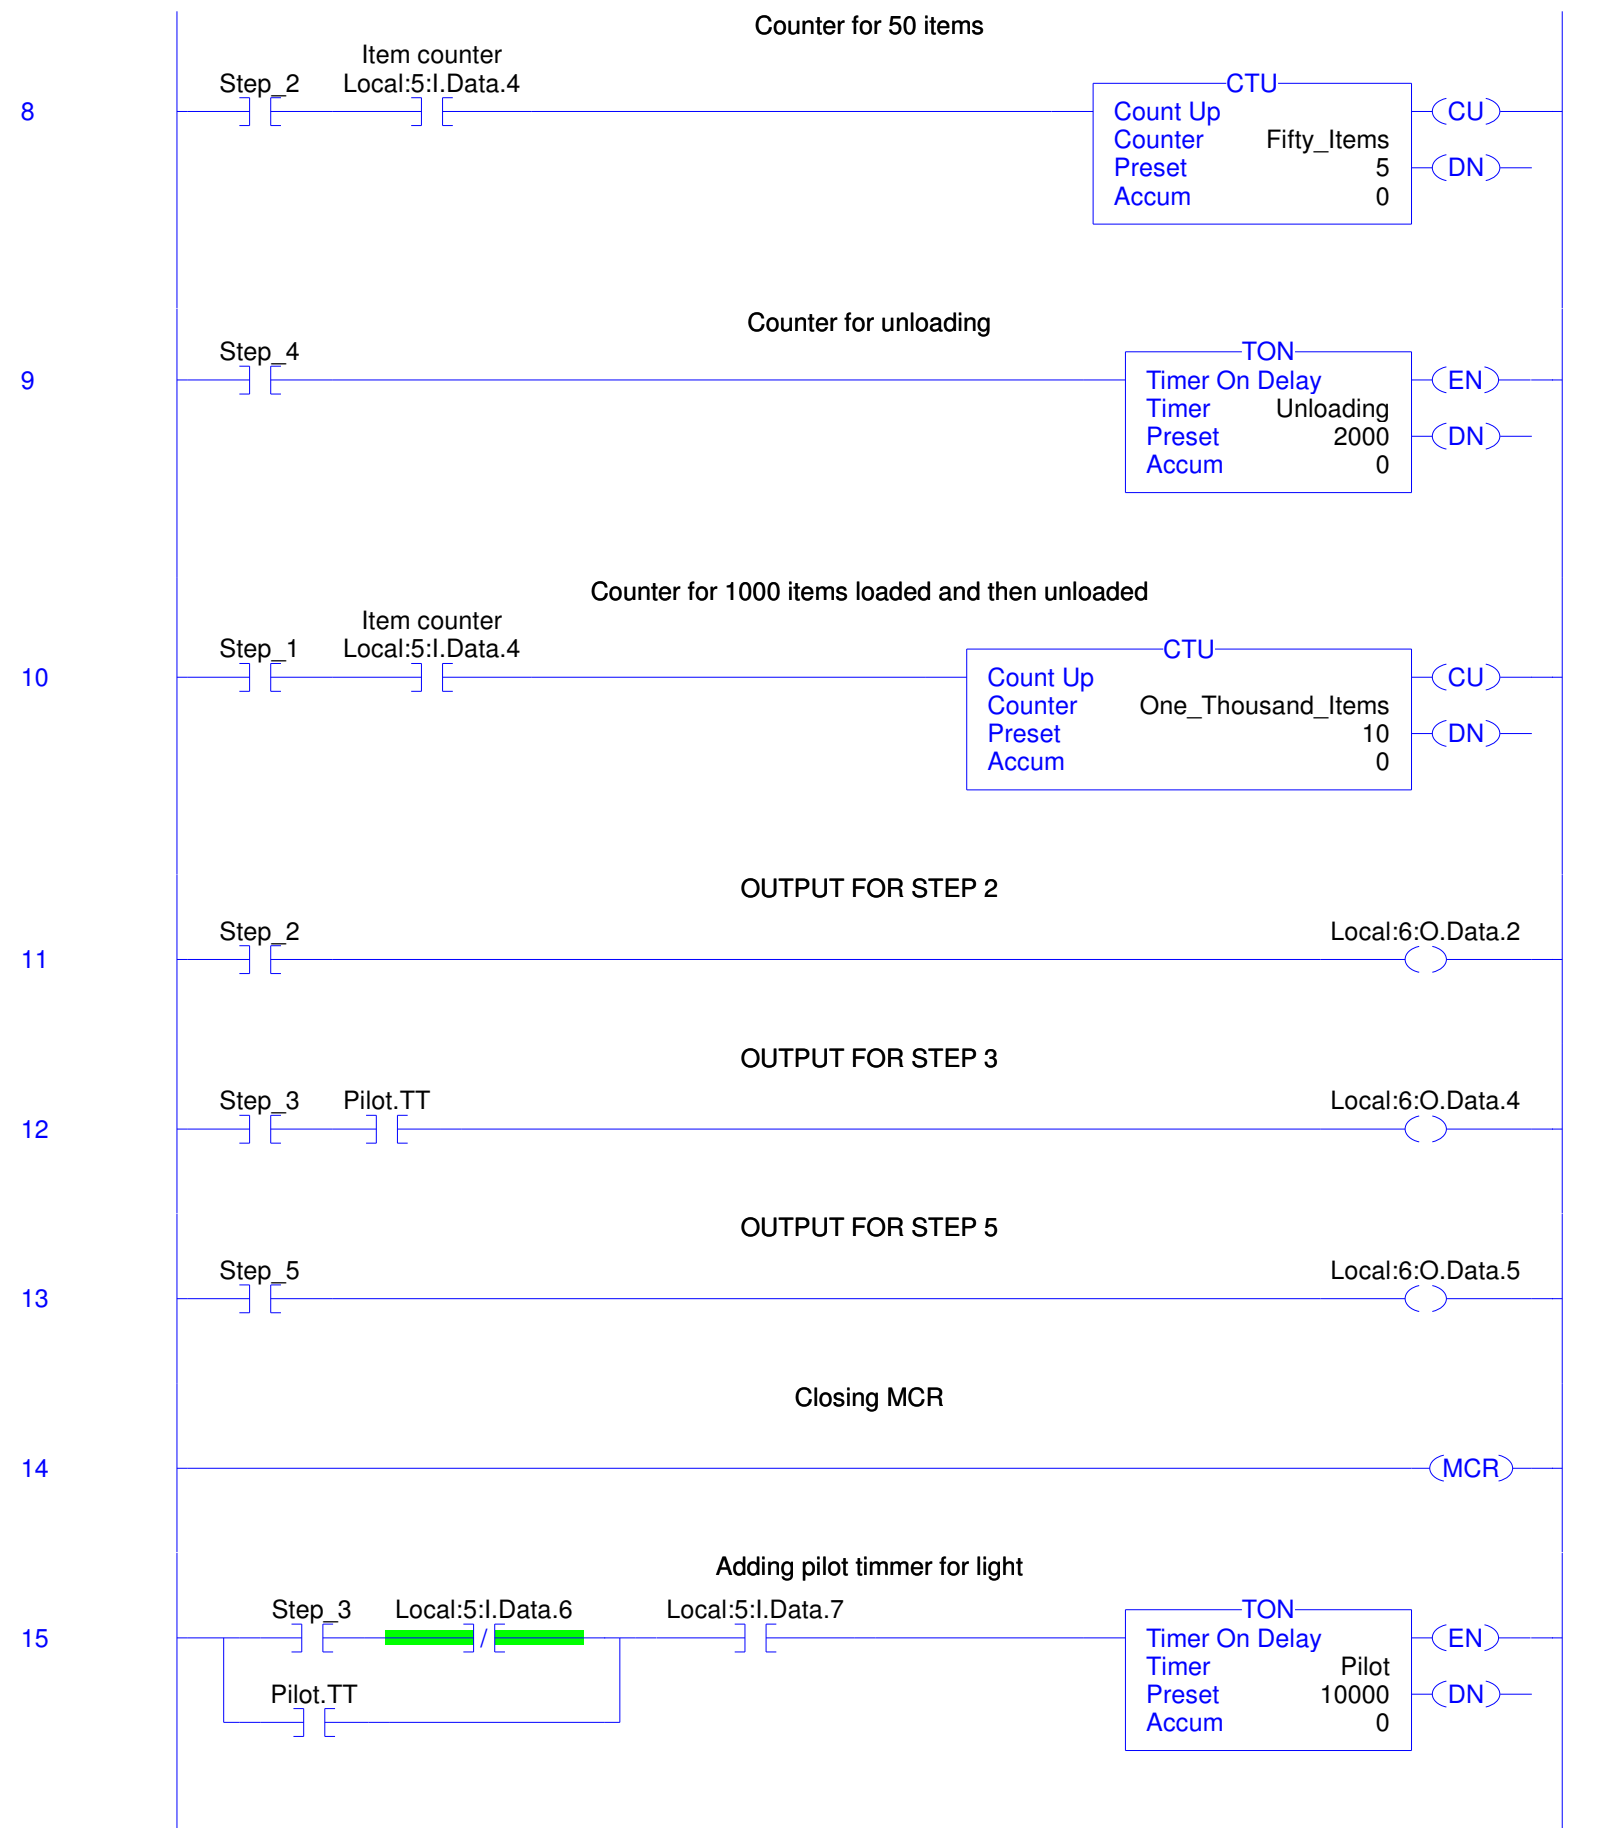 Counter for 50 items
Item counter
Step_2 Local:5:I.Data.4
CTU
8
Count Up
CU
Counter Fifty_Items
Preset 5
DN
Accum 0
Counter for unloading
Step_4
TON
9
Timer On Delay
EN
Timer Unloading
Preset 2000
DN
Accum 0
Counter for 1000 items loaded and then unloaded
Item counter
Step_1 Local:5:I.Data.4
CTU
10
Count Up
CU
Counter One_Thousand_Items
Preset 10
DN
Accum 0
OUTPUT FOR STEP 2
Step_2 Local:6:O.Data.2
11
OUTPUT FOR STEP 3
Step_3 Pilot.TT Local:6:O.Data.4
12
OUTPUT FOR STEP 5
Step_5 Local:6:O.Data.5
13
Closing MCR
14 MCR
Adding pilot timmer for light
Step_3 Local:5:I.Data.6 Local:5:I.Data.7
TON
15
/
Timer On Delay
EN
Timer Pilot
Pilot.TT
Preset 10000
DN
Accum 0